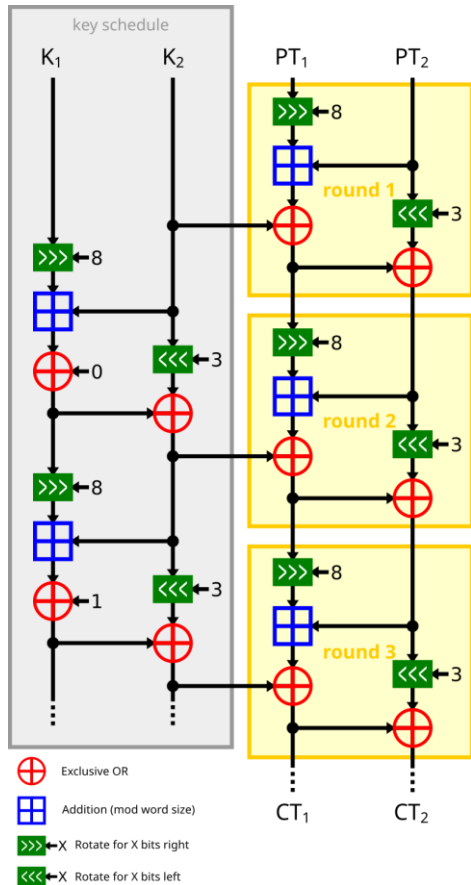 key schedule
K1 K2 PT1 PT2
>>> 8
round 1
<<< 3
>>> 8
0
<<< 3
>>> 8
round 2
<<< 3
>>> 8
1
<<< 3
>>> 8
round 3
<<< 3
CT1 CT2
Exclusive OR
Addition (mod word size)
>>> X Rotate for X bits right
<<< X Rotate for X bits left